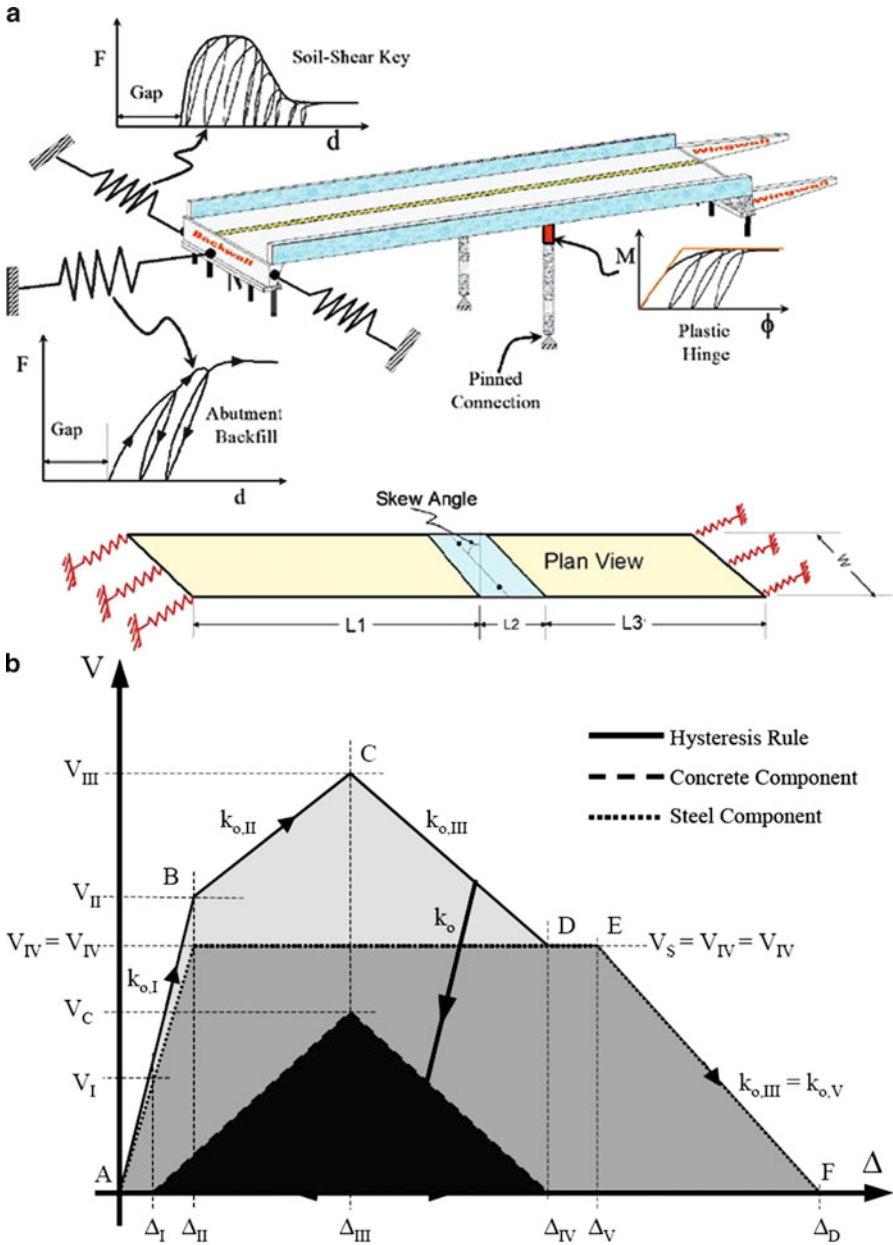 a
F
Soil-Shear Key
Gap
d
Wingwall
Wingwall
Backwall
M
Plastic
Hinge
ϕ
F
Abutment
Backfill
Gap
d
Pinned
Connection
Skew Angle
Plan View
W
L1
L2
L3'
b
V
Hysteresis Rule
Concrete Component
Steel Component
V_III
C
k_o,II
k_o,III
B
V_II
k_o
D
E
V_IV = V_IV
V_S = V_IV = V_IV
k_o,I
V_C
V_I
k_o,III = k_o,V
A
F
Δ
Δ_I
Δ_II
Δ_III
Δ_IV
Δ_V
Δ_D